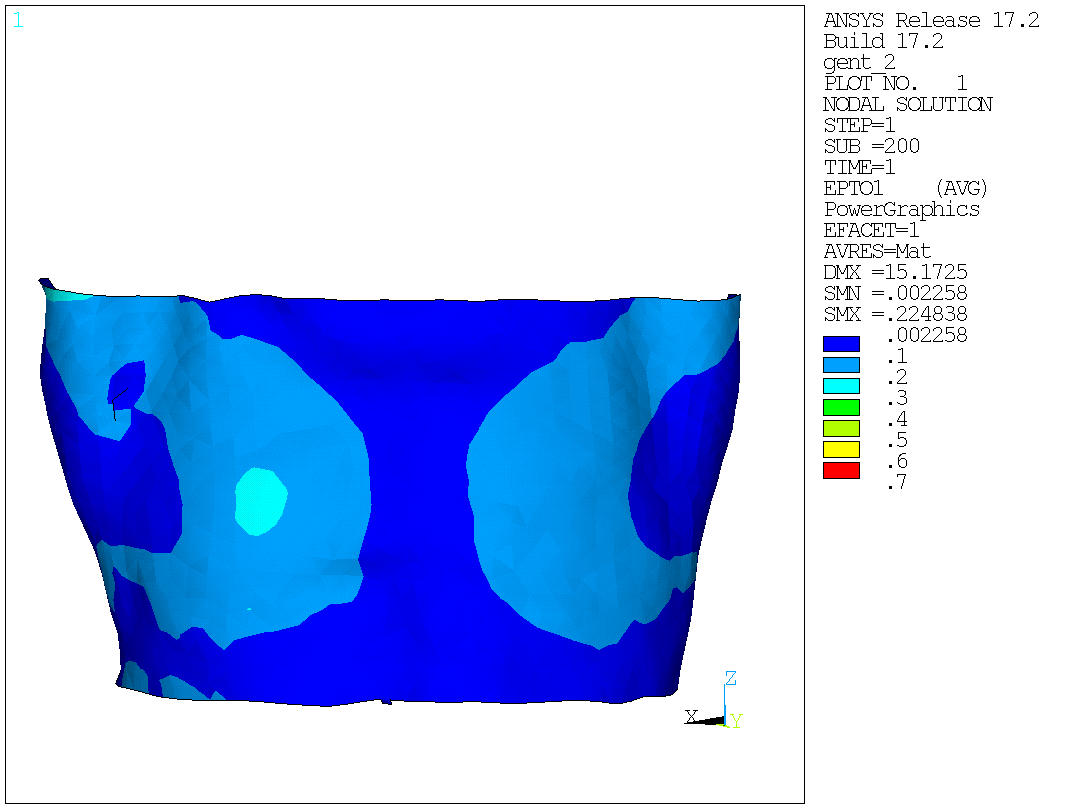 1
ANSYS Release 17.2
Build 17.2
gent_2
PLOT NO.   1
NODAL SOLUTION
STEP=1
SUB =200
TIME=1
EPTO1    (AVG)
PowerGraphics
EFACET=1
AVRES=Mat
DMX =15.1725
SMN =.002258
SMX =.224838
.002258
.1
.2
.3
.4
.5
.6
.7
Z
X
Y